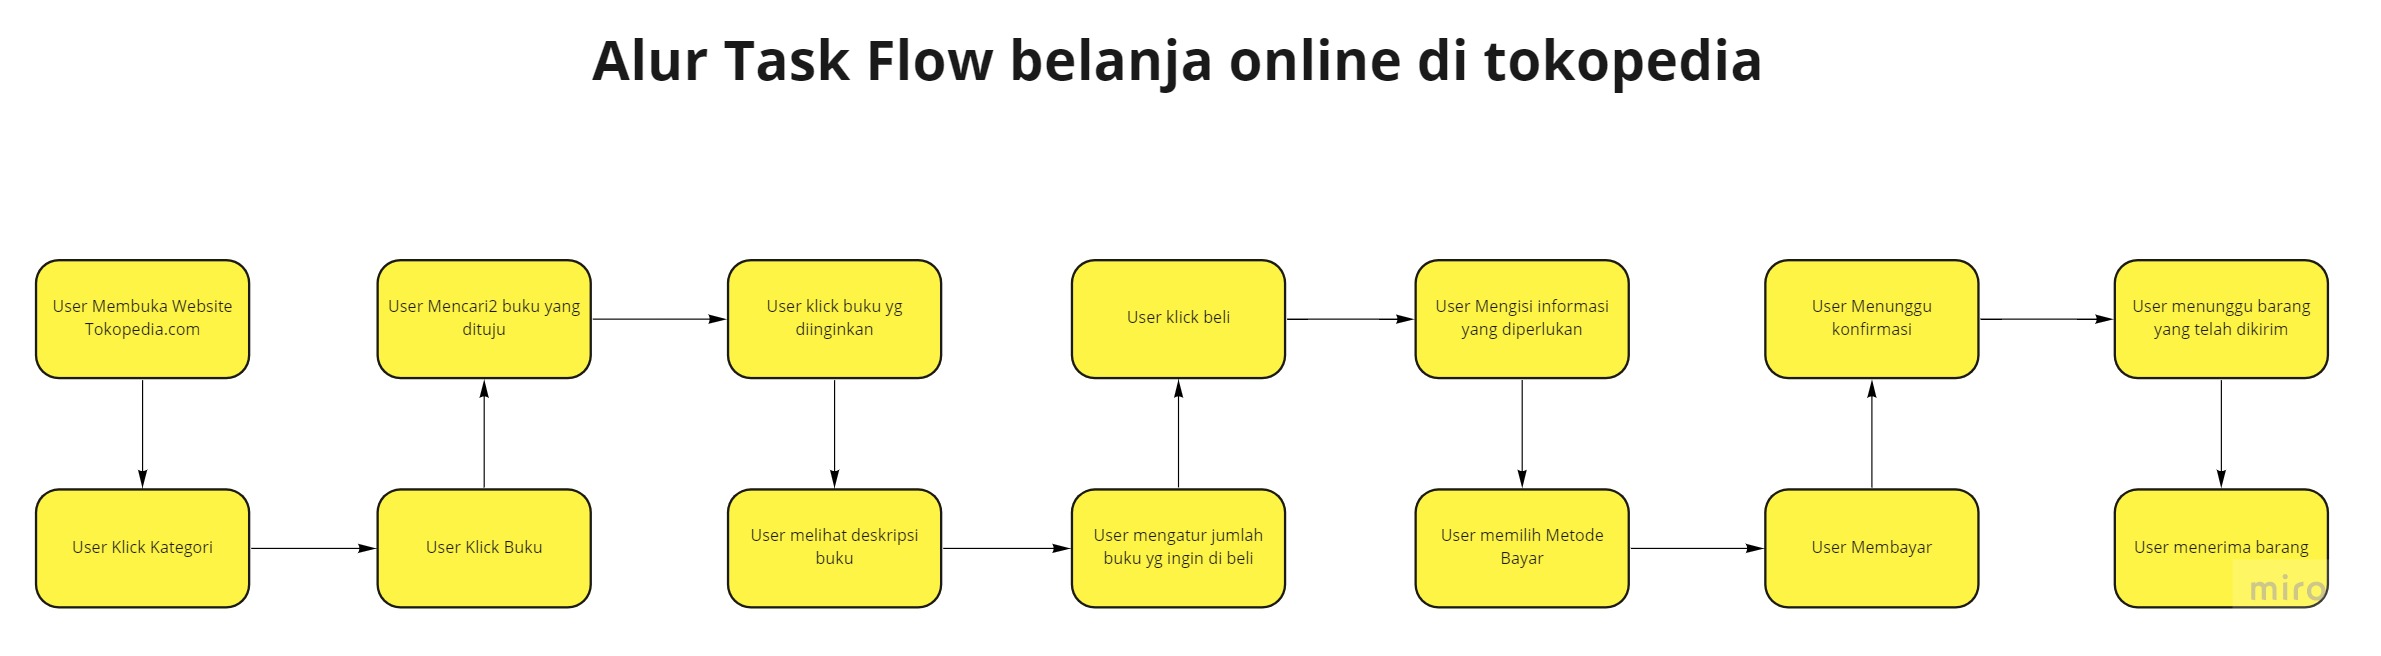 Alur Task Flow belanja online di tokopedia
User Membuka Website
Tokopedia.com
User Klick Kategori
User Klick Buku
User Mencari2 buku yang
dituju
User klick buku yg
diinginkan
User melihat deskripsi
buku
User mengatur jumlah
buku yg ingin di beli
User klick beli
User Mengisi informasi
yang diperlukan
User memilih Metode
Bayar
User Membayar
User Menunggu
konfirmasi
User menunggu barang
yang telah dikirim
User menerima barang
miro